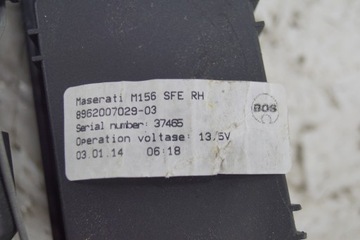 Maserati M156 SFE RH
8962007029-03
Serial number: 37465
Operation voltage: 13,5V
03.01.14 06:18
BOS